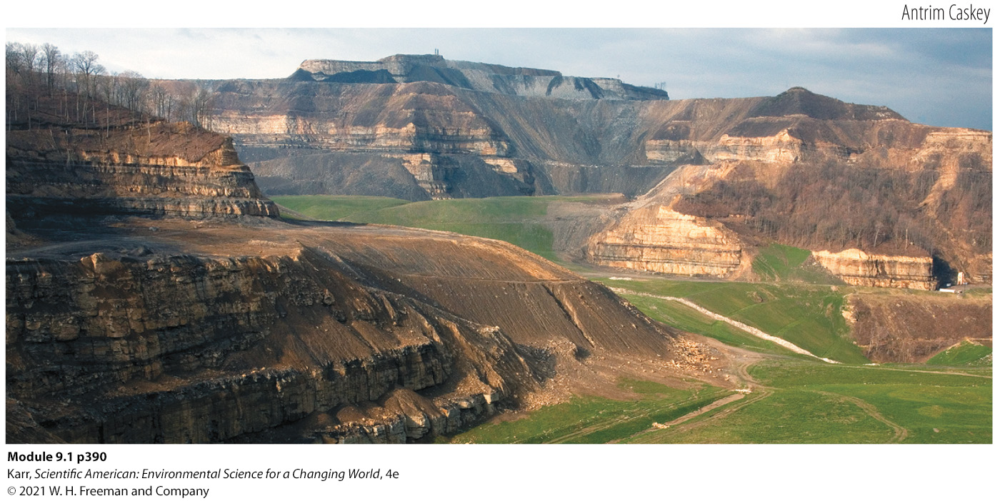 Antrim Caskey
Module 9.1 p390
Karr, Scientific American: Environmental Science for a Changing World, 4e
© 2021 W. H. Freeman and Company